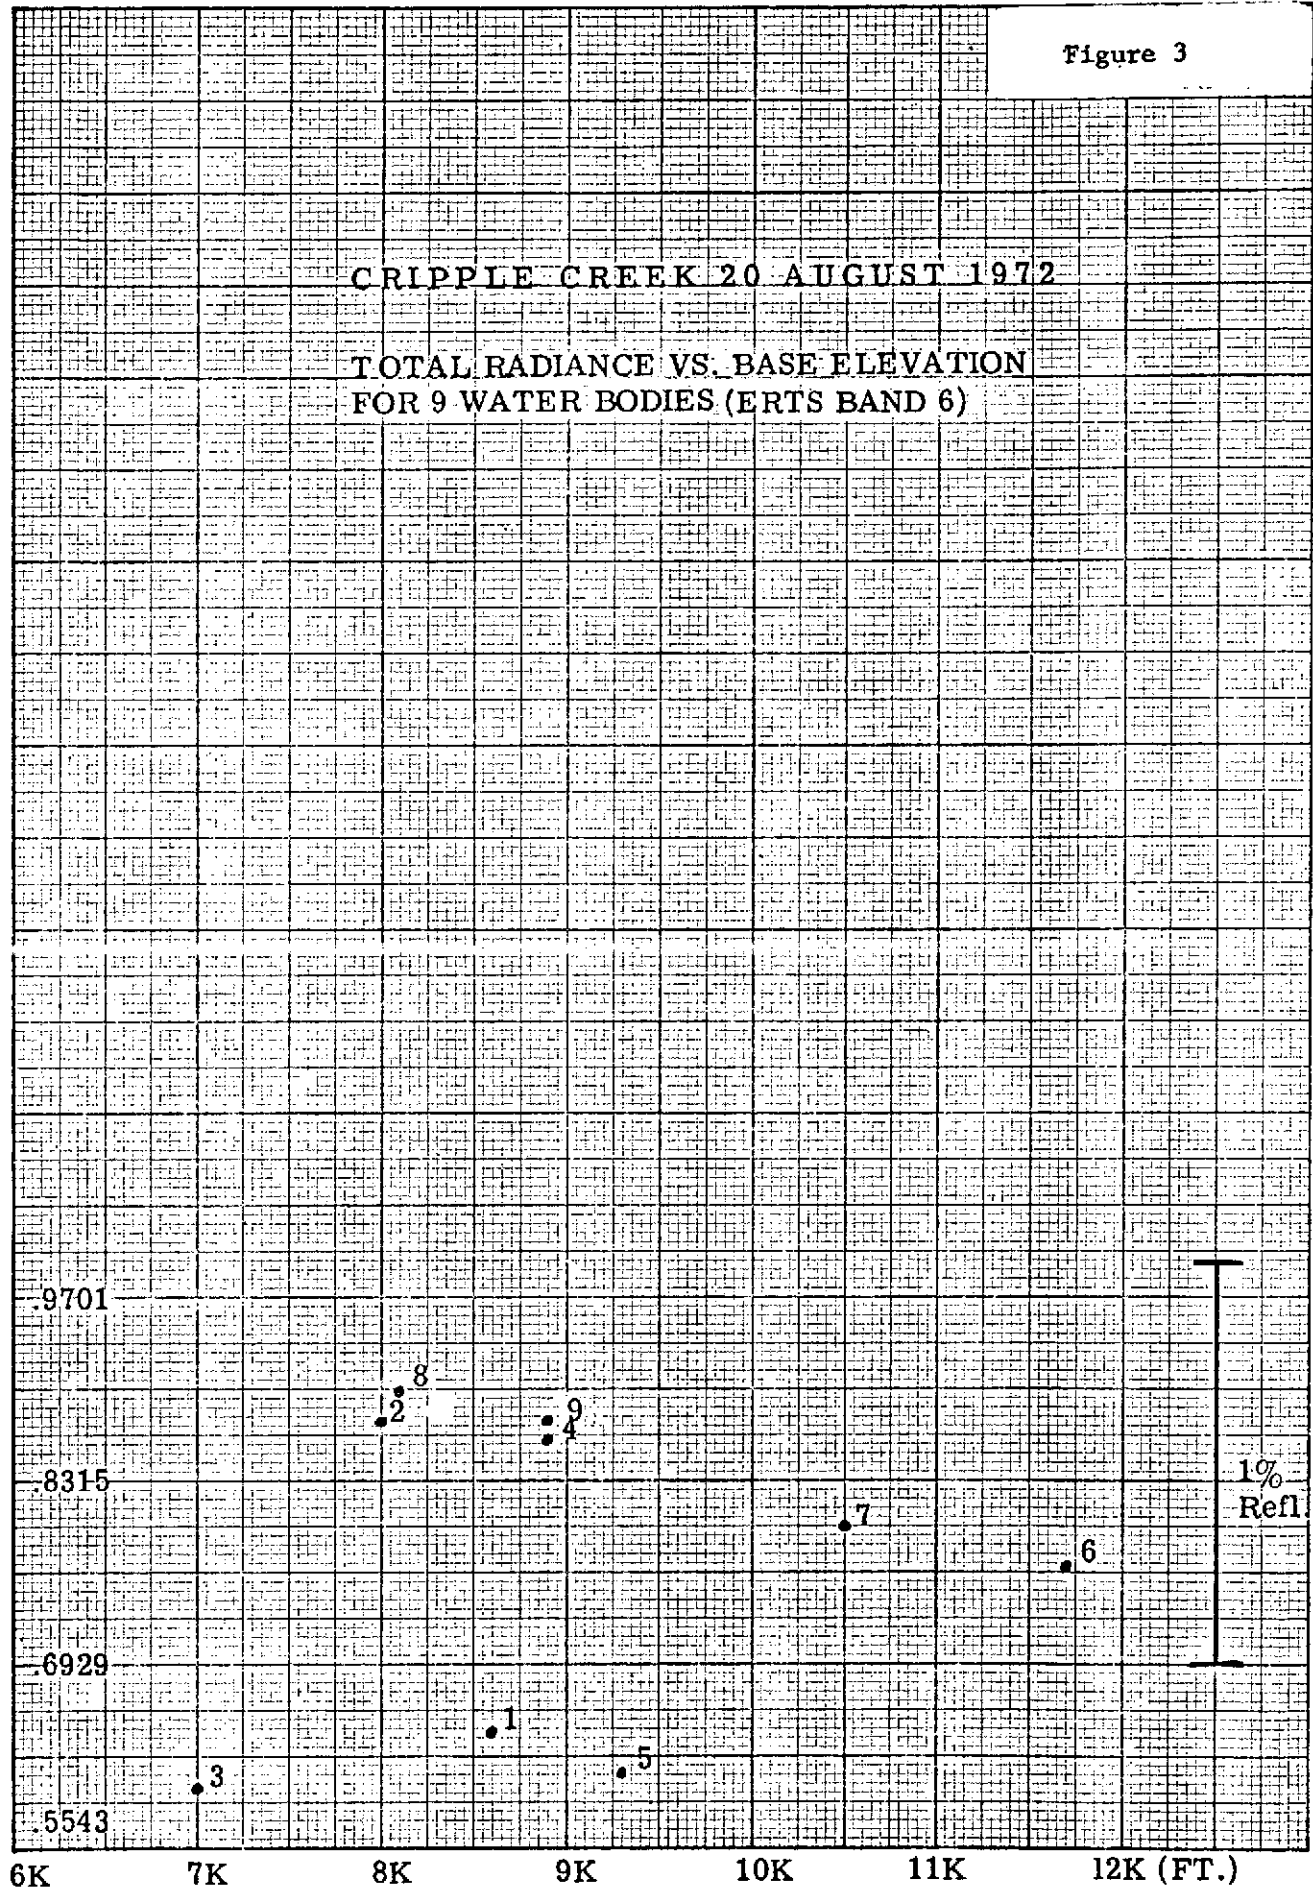 Figure 3
CRIPPLE CREEK 20 AUGUST 1972
TOTAL RADIANCE VS. BASE ELEVATION
FOR 9 WATER BODIES (ERTS BAND 6)
.9701
8
2
9
4
.8315
1%
Refl.
7
6
.6929
1
5
3
.5543
6K 7K 8K 9K 10K 11K 12K (FT.)